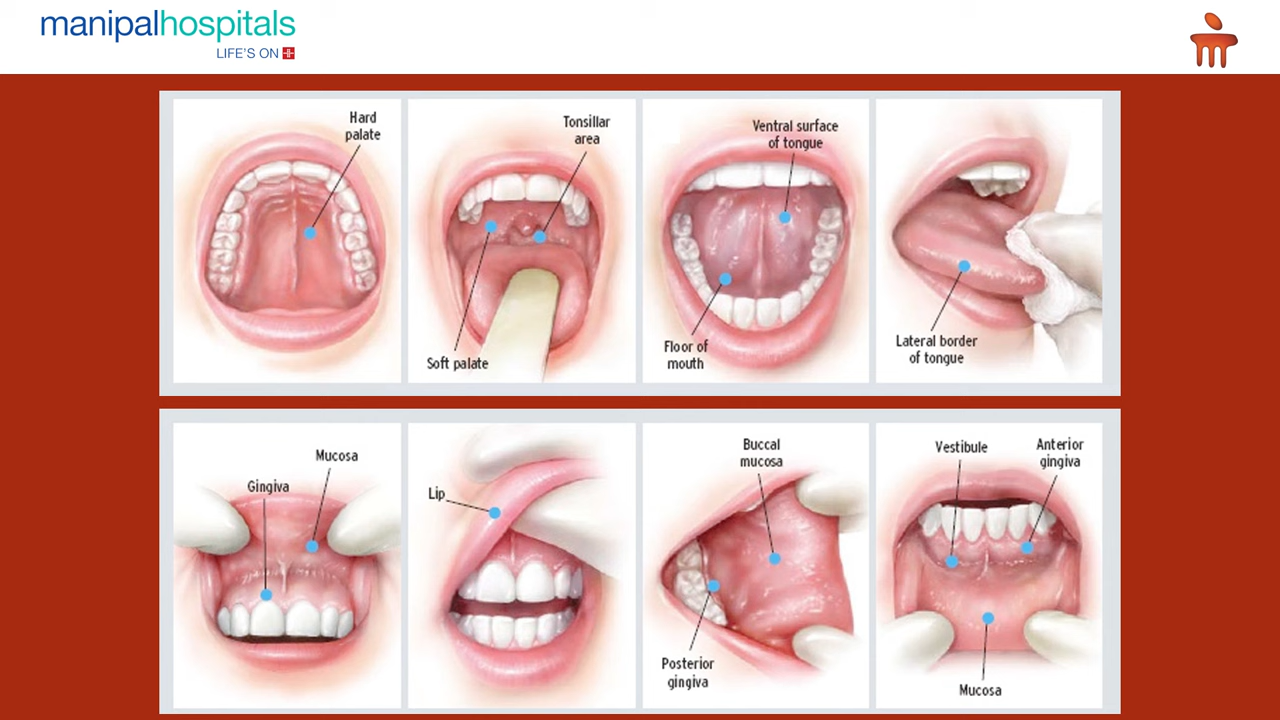 manipalhospitals
LIFE'S ON
Hard
palate
Tonsillar
area
Soft palate
Ventral surface
of tongue
Floor of
mouth
Lateral border
of tongue
Mucosa
Gingiva
Lip
Buccal
mucosa
Posterior
gingiva
Vestibule
Anterior
gingiva
Mucosa